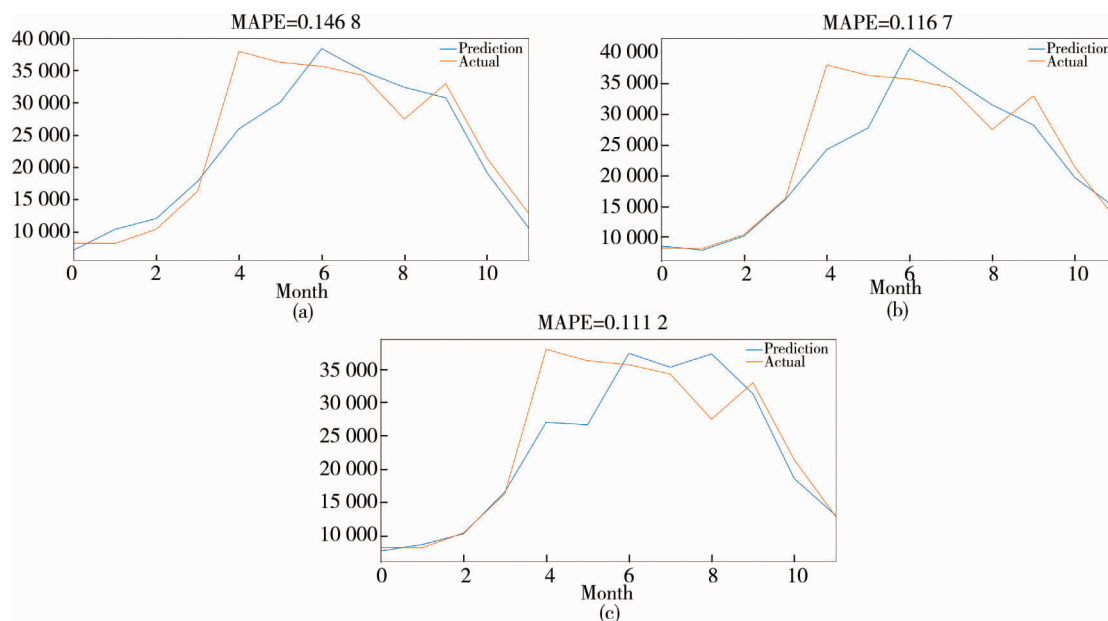 MAPE=0.146 8
40 000
35 000
30 000
25 000
20 000
15 000
10 000
Prediction
Actual
0 2 4 6 8 10
Month
(a)
MAPE=0.116 7
40 000
35 000
30 000
25 000
20 000
15 000
10 000
Prediction
Actual
0 2 4 6 8 10
Month
(b)
MAPE=0.111 2
35 000
30 000
25 000
20 000
15 000
10 000
Prediction
Actual
0 2 4 6 8 10
Month
(c)